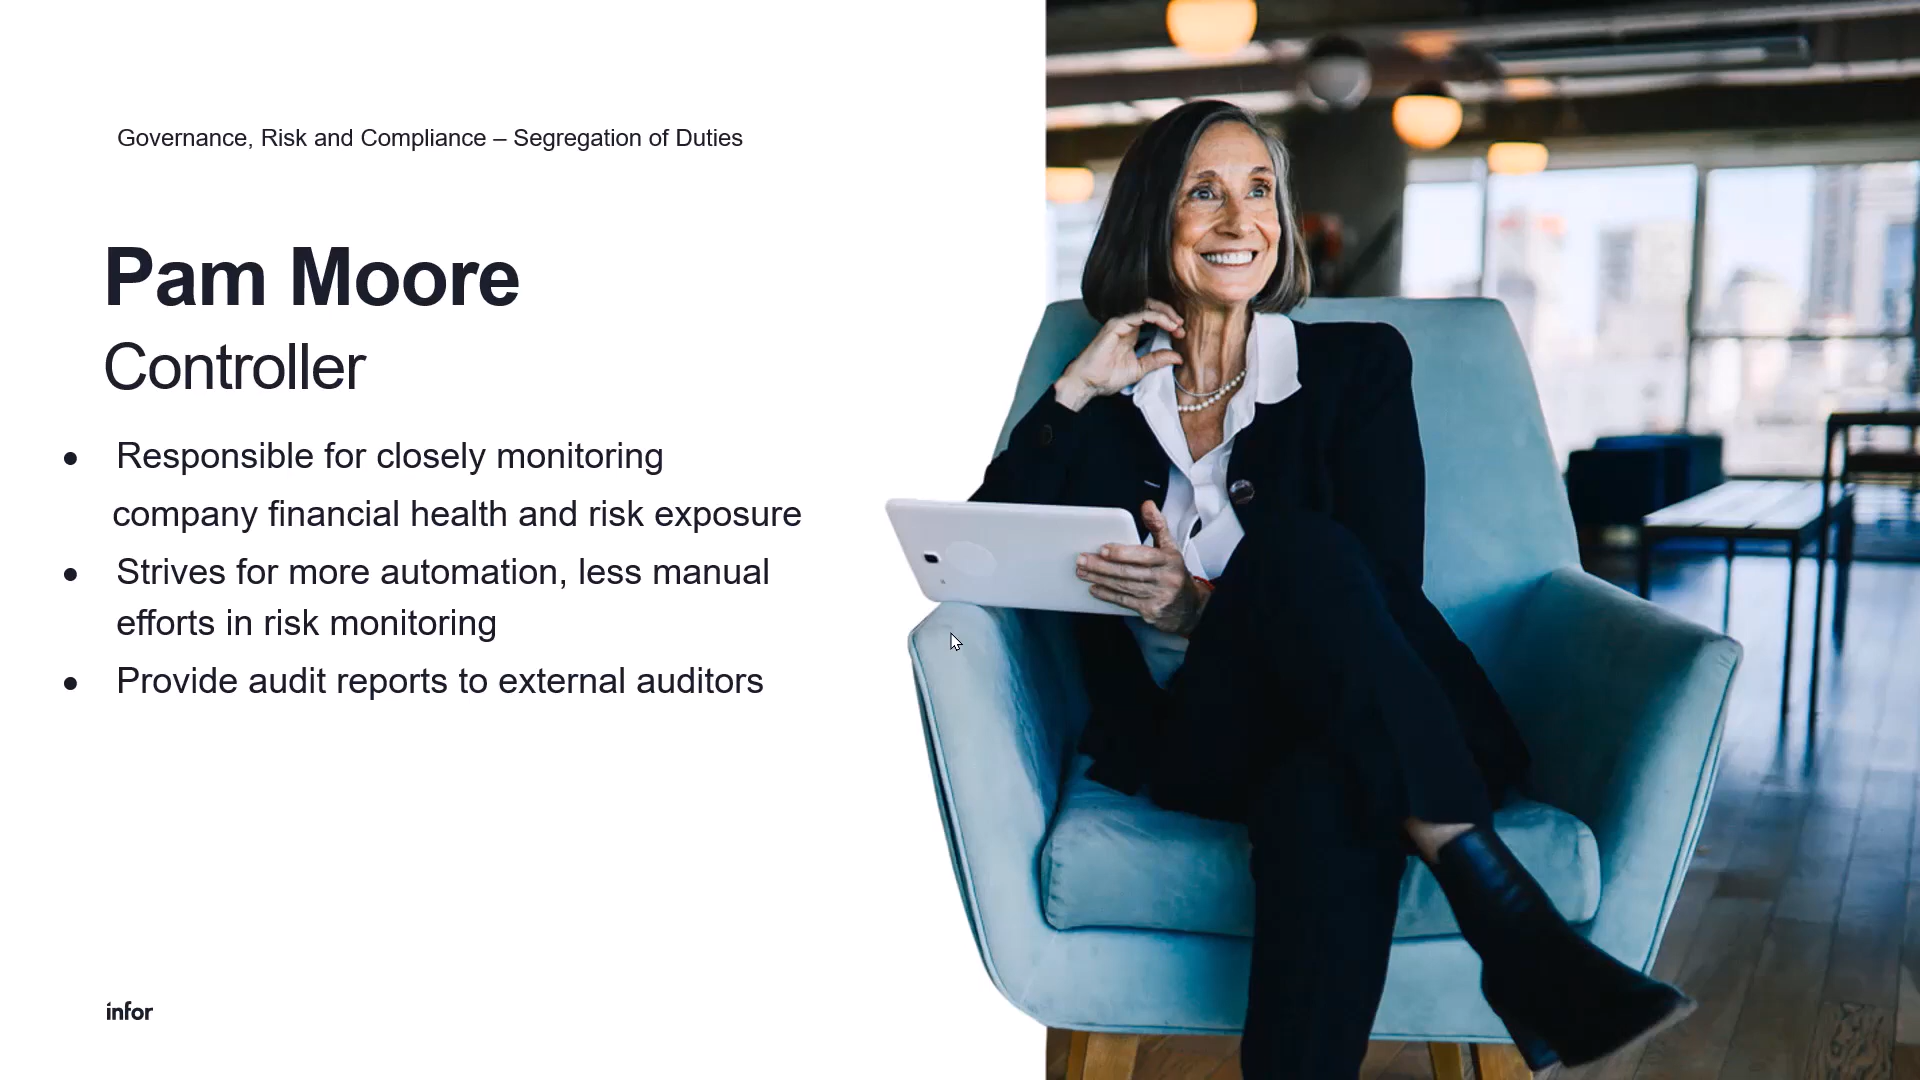 Governance, Risk and Compliance – Segregation of Duties
Pam Moore
Controller
• Responsible for closely monitoring
company financial health and risk exposure
• Strives for more automation, less manual
efforts in risk monitoring
• Provide audit reports to external auditors
infor